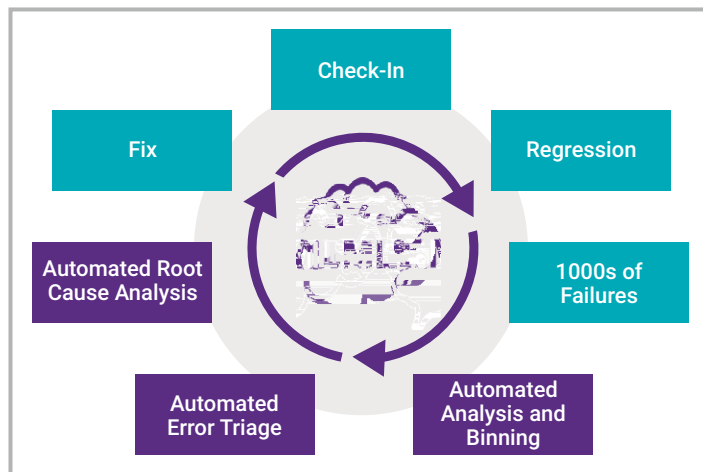 Check-In
Fix
Regression
Automated Root
Cause Analysis
1000s of
Failures
Automated
Error Triage
Automated
Analysis and
Binning